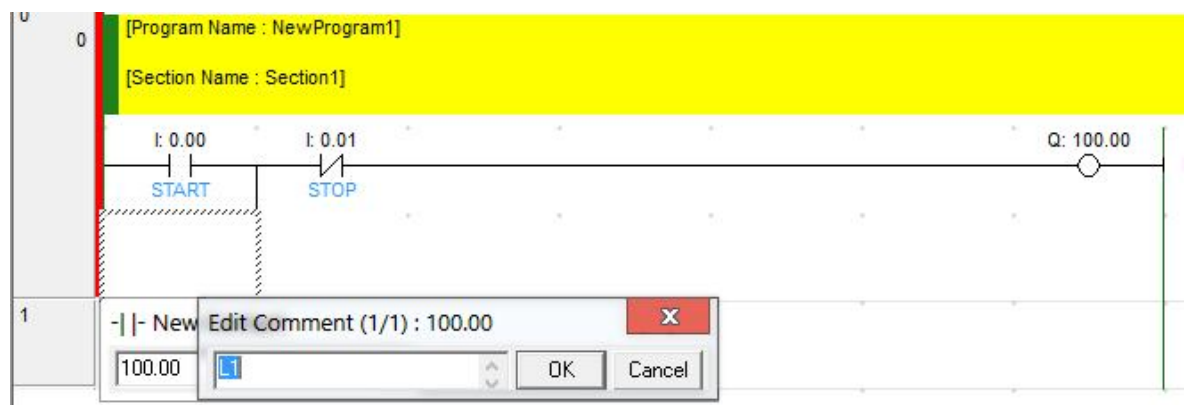 0
0
[Program Name : NewProgram1]
[Section Name : Section1]
I: 0.00
I: 0.01
Q: 100.00
START
STOP
1
-| |- New
Edit Comment (1/1) : 100.00
100.00
L1
OK
Cancel